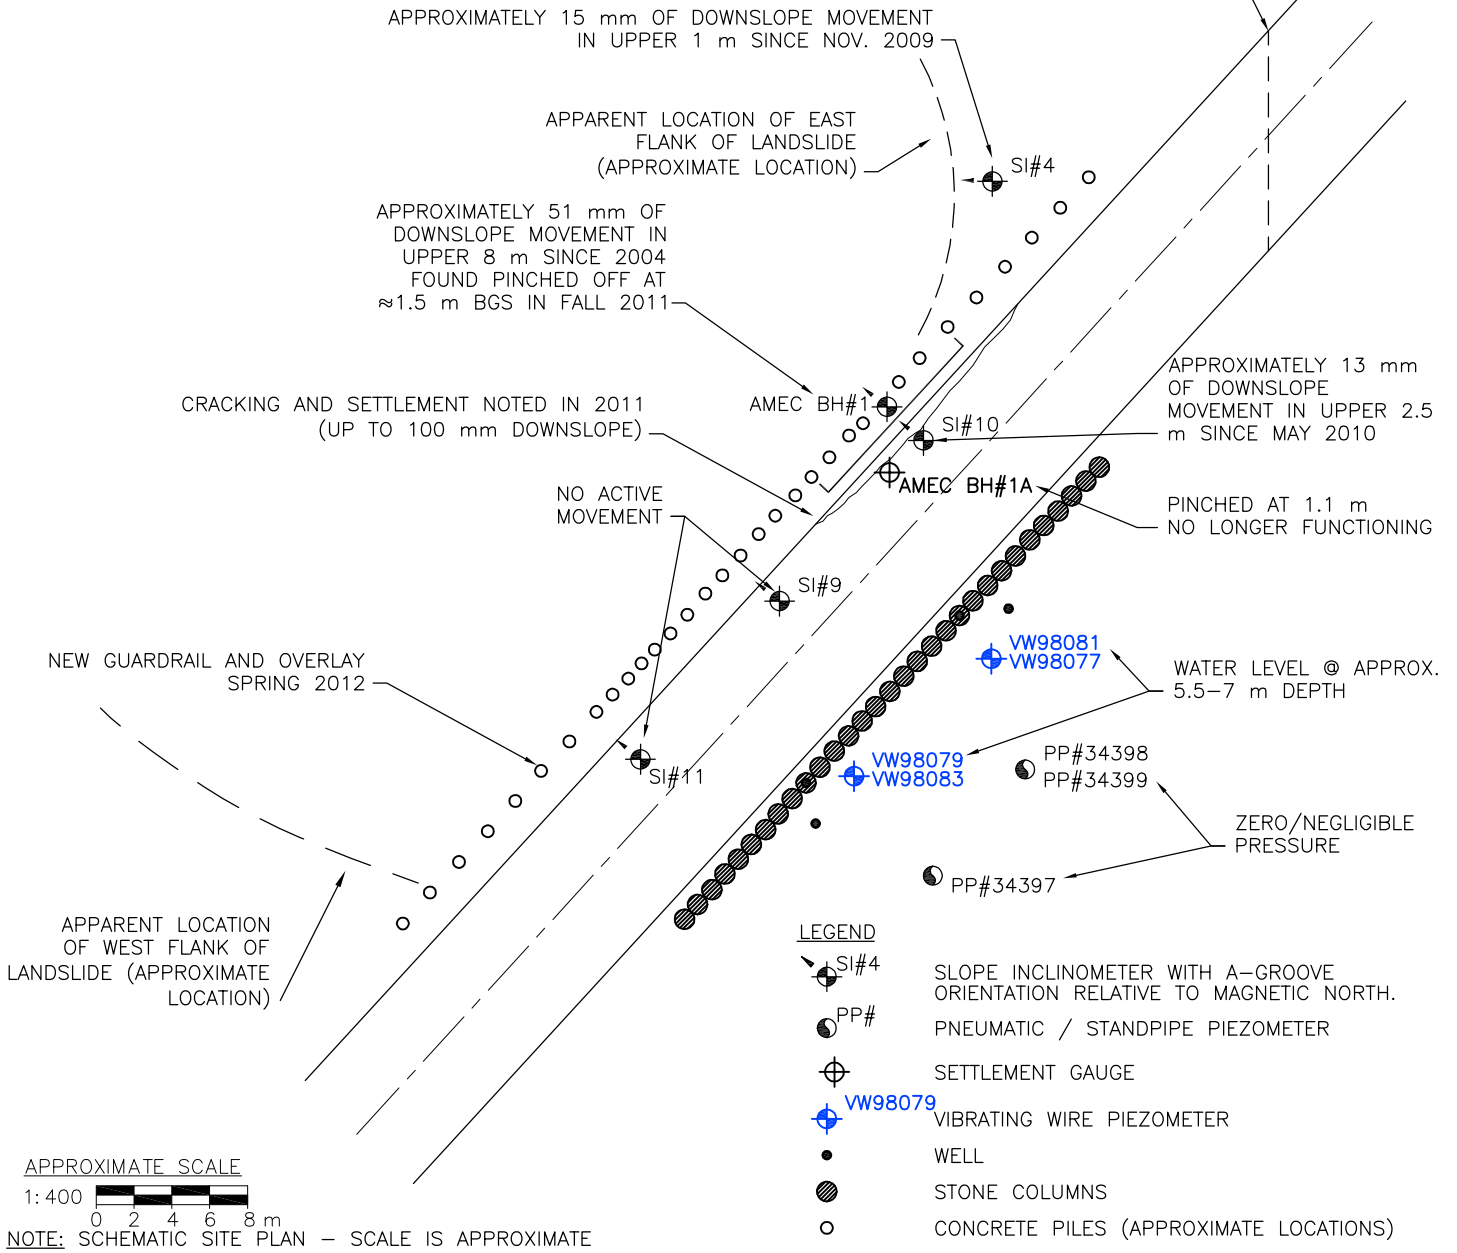 APPROXIMATELY 15 mm OF DOWNSLOPE MOVEMENT
IN UPPER 1 m SINCE NOV. 2009
APPARENT LOCATION OF EAST
FLANK OF LANDSLIDE
(APPROXIMATE LOCATION)
SI#4
APPROXIMATELY 51 mm OF
DOWNSLOPE MOVEMENT IN
UPPER 8 m SINCE 2004
FOUND PINCHED OFF AT
≈1.5 m BGS IN FALL 2011
APPROXIMATELY 13 mm
OF DOWNSLOPE
MOVEMENT IN UPPER 2.5
m SINCE MAY 2010
CRACKING AND SETTLEMENT NOTED IN 2011
(UP TO 100 mm DOWNSLOPE)
AMEC BH#1
SI#10
AMEC BH#1A
NO ACTIVE
MOVEMENT
PINCHED AT 1.1 m
NO LONGER FUNCTIONING
SI#9
NEW GUARDRAIL AND OVERLAY
SPRING 2012
VW98081
VW98077
WATER LEVEL @ APPROX.
5.5-7 m DEPTH
SI#11
VW98079
VW98083
PP#34398
PP#34399
ZERO/NEGLIGIBLE
PRESSURE
PP#34397
APPARENT LOCATION
OF WEST FLANK OF
LANDSLIDE (APPROXIMATE
LOCATION)
LEGEND
SI#4
SLOPE INCLINOMETER WITH A-GROOVE
ORIENTATION RELATIVE TO MAGNETIC NORTH.
PP#
PNEUMATIC / STANDPIPE PIEZOMETER
SETTLEMENT GAUGE
VW98079
VIBRATING WIRE PIEZOMETER
WELL
STONE COLUMNS
CONCRETE PILES (APPROXIMATE LOCATIONS)
APPROXIMATE SCALE
1:400
0 2 4 6 8 m
NOTE: SCHEMATIC SITE PLAN - SCALE IS APPROXIMATE